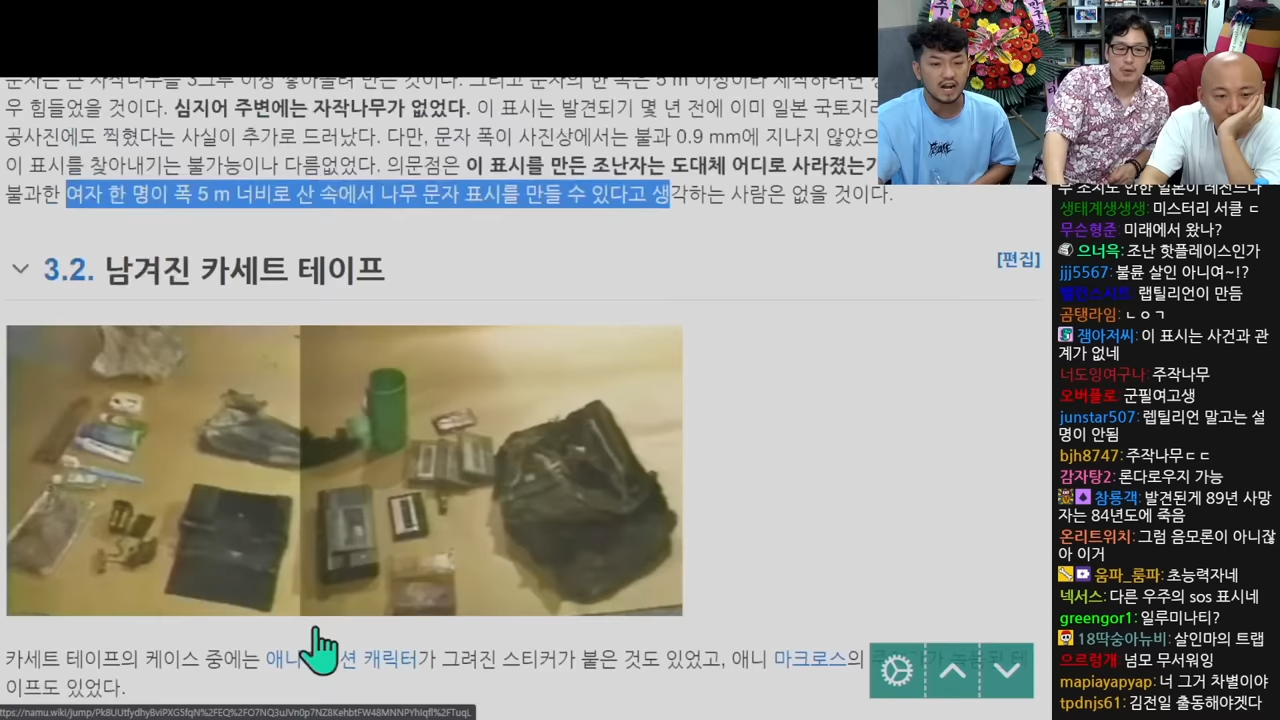 우 힘들었을 것이다. 심지어 주변에는 자작나무가 없었다. 이 표시는 발견되기 몇 년 전에 이미 일본 국토지리
공사진에도 찍혔다는 사실이 추가로 드러났다. 다만, 문자 폭이 사진상에서는 불과 0.9 mm에 지나지 않았으
이 표시를 찾아내기는 불가능이나 다름없었다. 의문점은 이 표시를 만든 조난자는 도대체 어디로 사라졌는가
불과한 여자 한 명이 폭 5 m 너비로 산 속에서 나무 문자 표시를 만들 수 있다고 생각하는 사람은 없을 것이다.
3.2. 남겨진 카세트 테이프
[편집]
카세트 테이프의 케이스 중에는 애니 션 캐릭터가 그려진 스티커가 붙은 것도 있었고, 애니 마크로스의
이프도 있었다.
생태계생생생: 미스터리 서클 ㄷ
무슨형준: 미래에서 왔나?
으너윽: 조난 핫플레이스인가
jjj5567: 불륜 살인 아니여~!?
밸런스시트: 랩틸리언이 만듬
곰탱라임: ㄴㅇㄱ
잼아저씨: 이 표시는 사건과 관
계가 없네
너도잉여구나: 주작나무
오버플로: 군필여고생
junstar507: 렙틸리언 말고는 설
명이 안됨
bjh8747: 주작나무ㄷㄷ
감자탕2: 론다로우지 가능
참룡객: 발견된게 89년 사망
자는 84년도에 죽음
온리트위치: 그럼 음모론이 아니잖
아 이거
움파_룸파: 초능력자네
넥서스: 다른 우주의 sos 표시네
greengor1: 일루미나티?
18딱숭아뉴비: 살인마의 트랩
으르렁개: 넘모 무서워잉
mapiayapyap: 너 그거 차별이야
tpdnjs61: 김전일 출동해야겟다